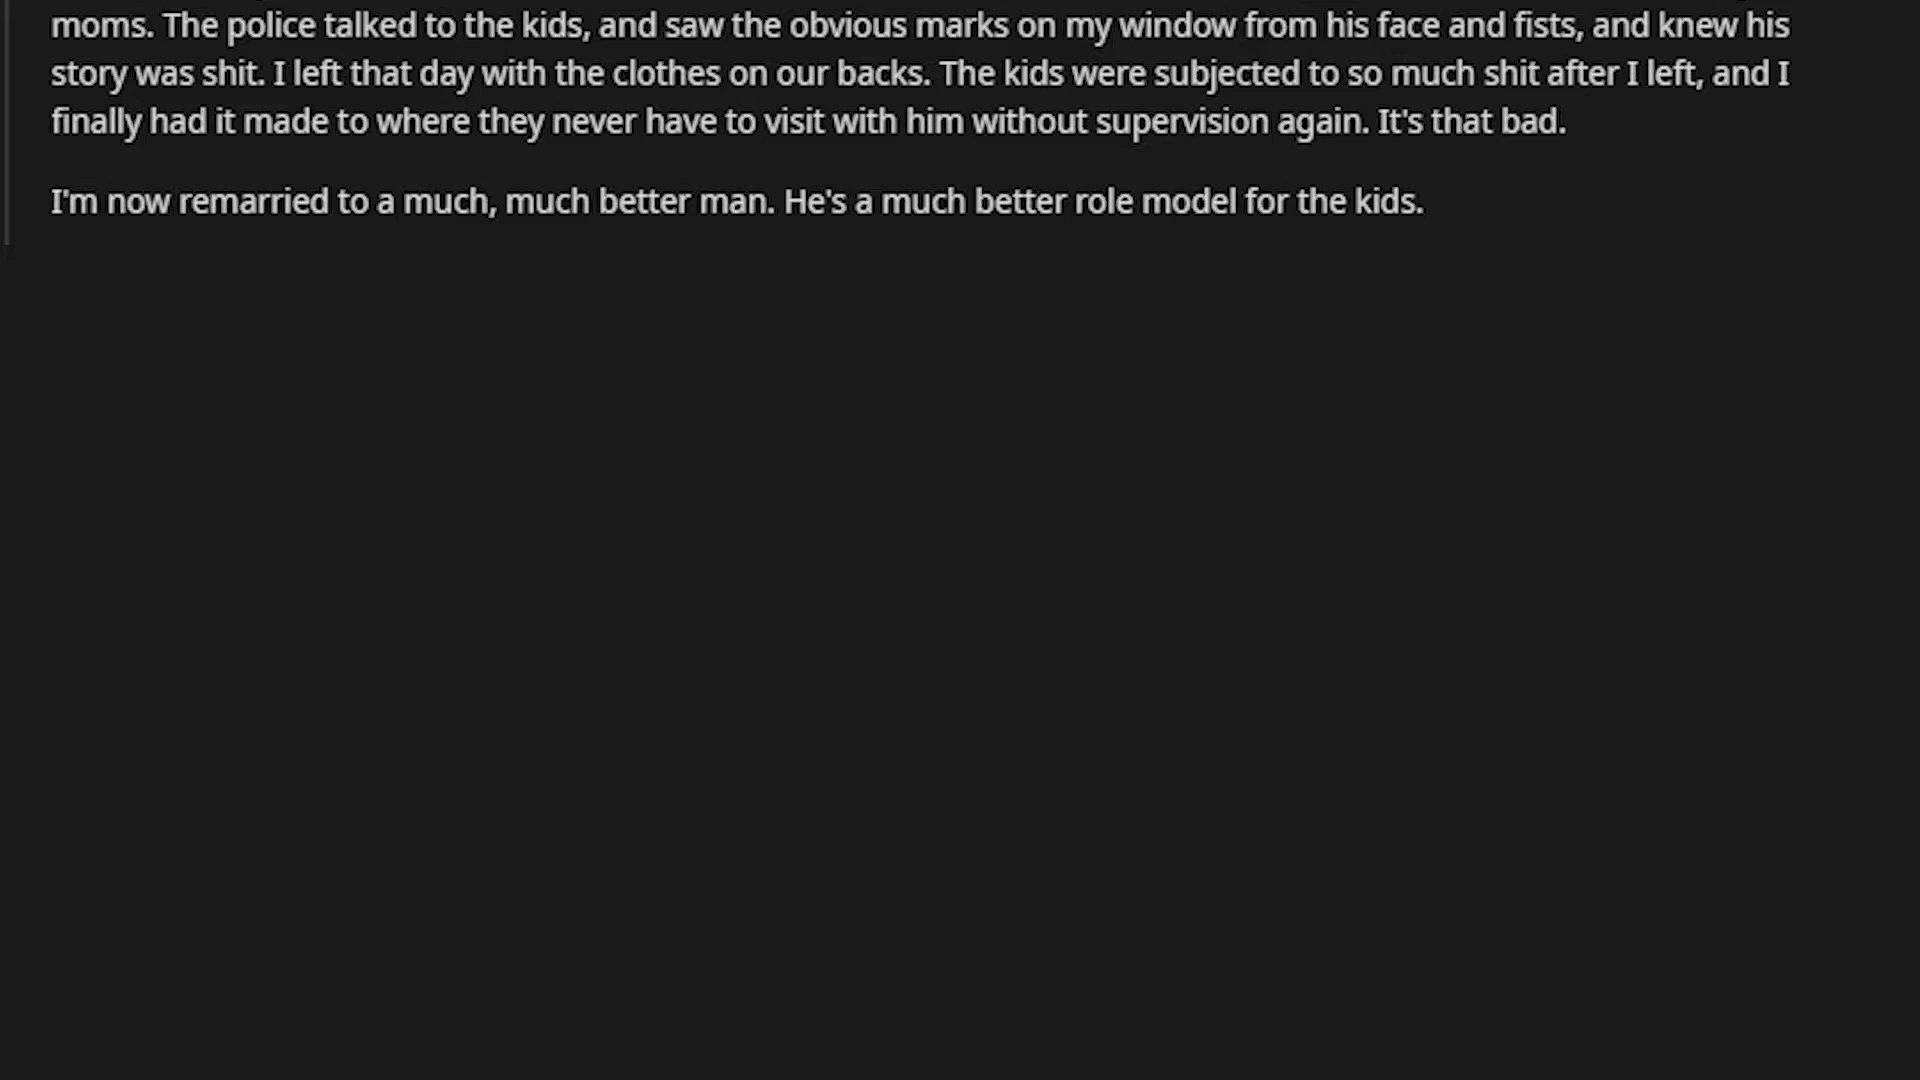 moms. The police talked to the kids, and saw the obvious marks on my window from his face and fists, and knew his
story was shit. I left that day with the clothes on our backs. The kids were subjected to so much shit after I left, and I
finally had it made to where they never have to visit with him without supervision again. It's that bad.
I'm now remarried to a much, much better man. He's a much better role model for the kids.